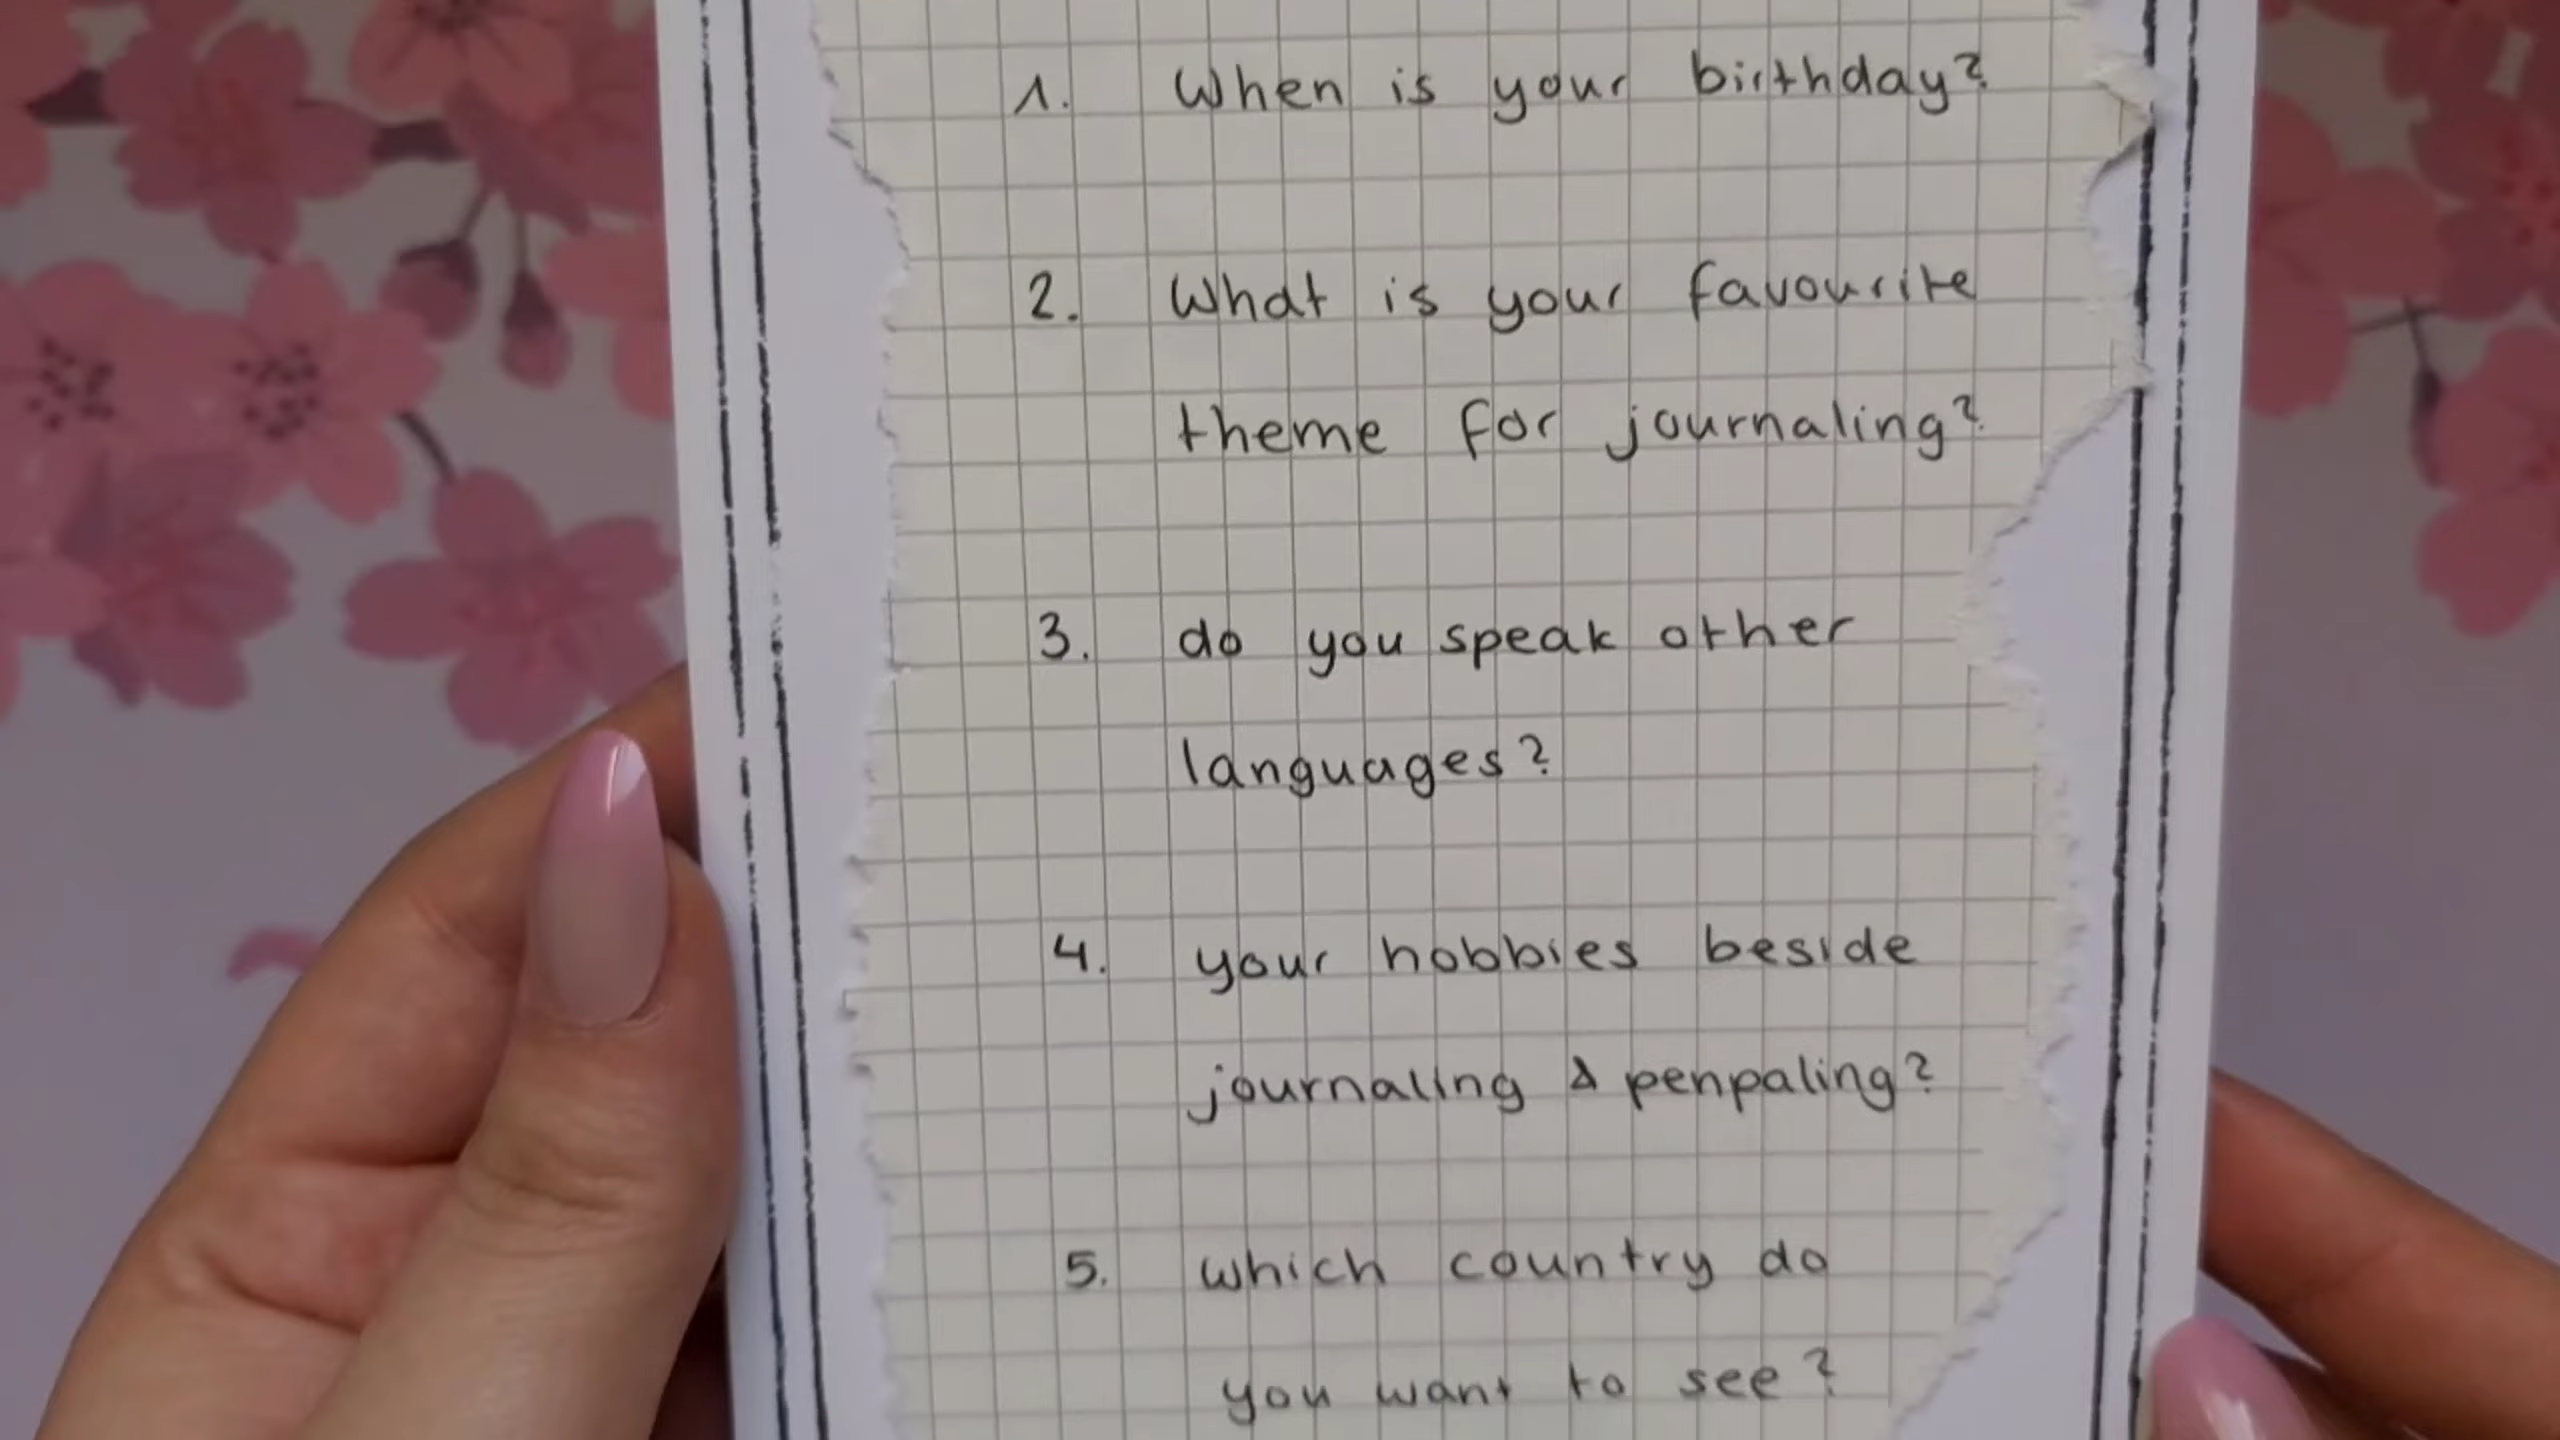 1. When is your birthday?
2. What is your favourite
theme for journaling?
3. do you speak other
languages?
4. your hobbies beside
journaling & penpaling?
5. which country do
you want to see?